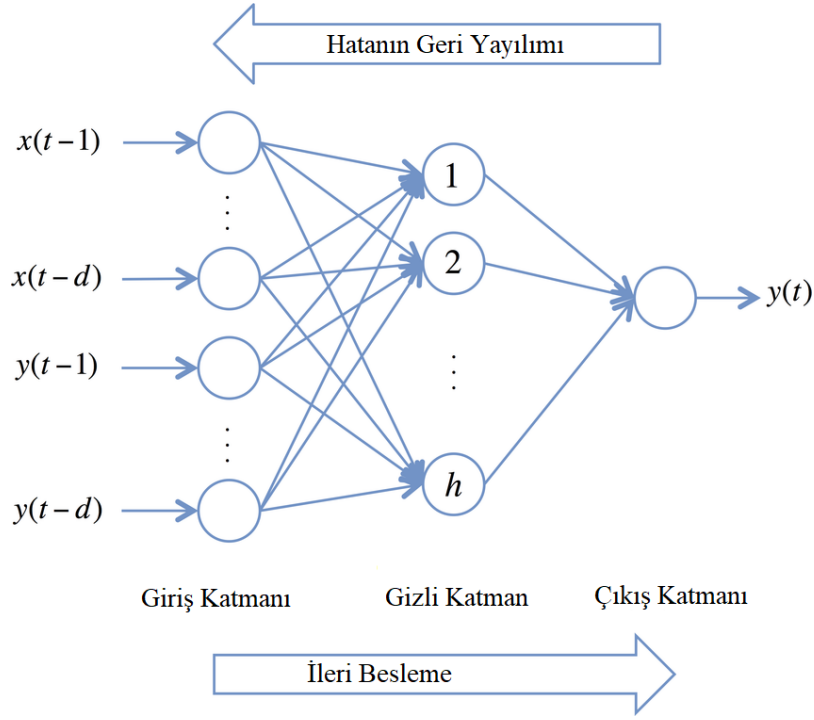 Hatanın Geri Yayılımı
x(t−1)
x(t−d)
y(t−1)
y(t−d)
1
2
h
y(t)
Giriş Katmanı
Gizli Katman
Çıkış Katmanı
İleri Besleme